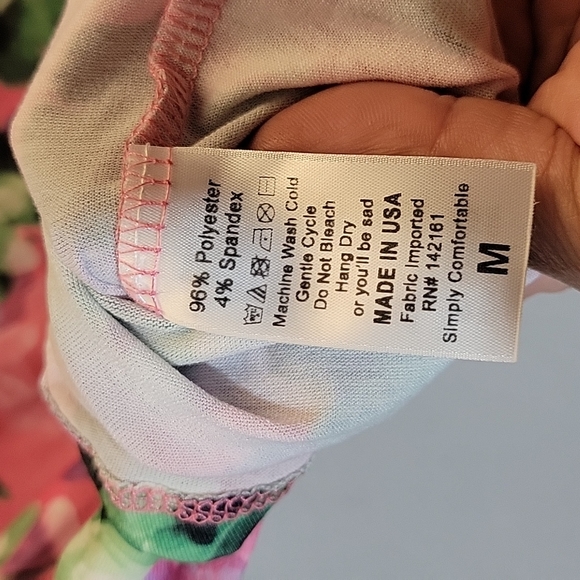 96% Polyester
4% Spandex
Machine Wash Cold
Gentle Cycle
Do Not Bleach
Hang Dry
or you'll be sad
MADE IN USA
Fabric Imported
RN# 142161
Simply Comfortable
M